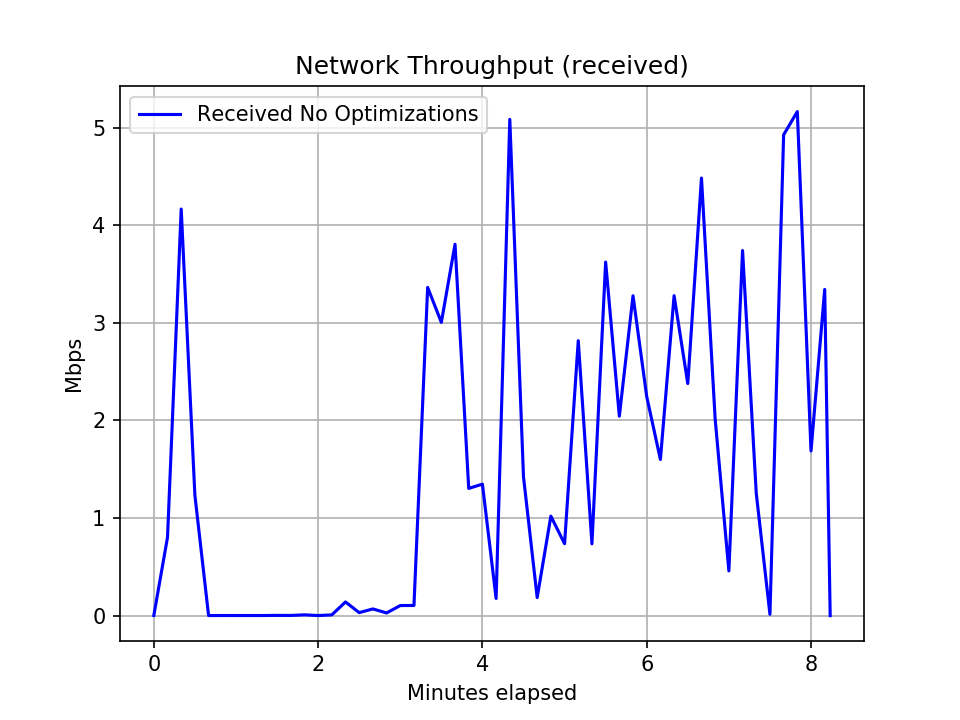 Network Throughput (received)
Received No Optimizations
5
4
3
2
1
0
Mbps
0 2 4 6 8
Minutes elapsed